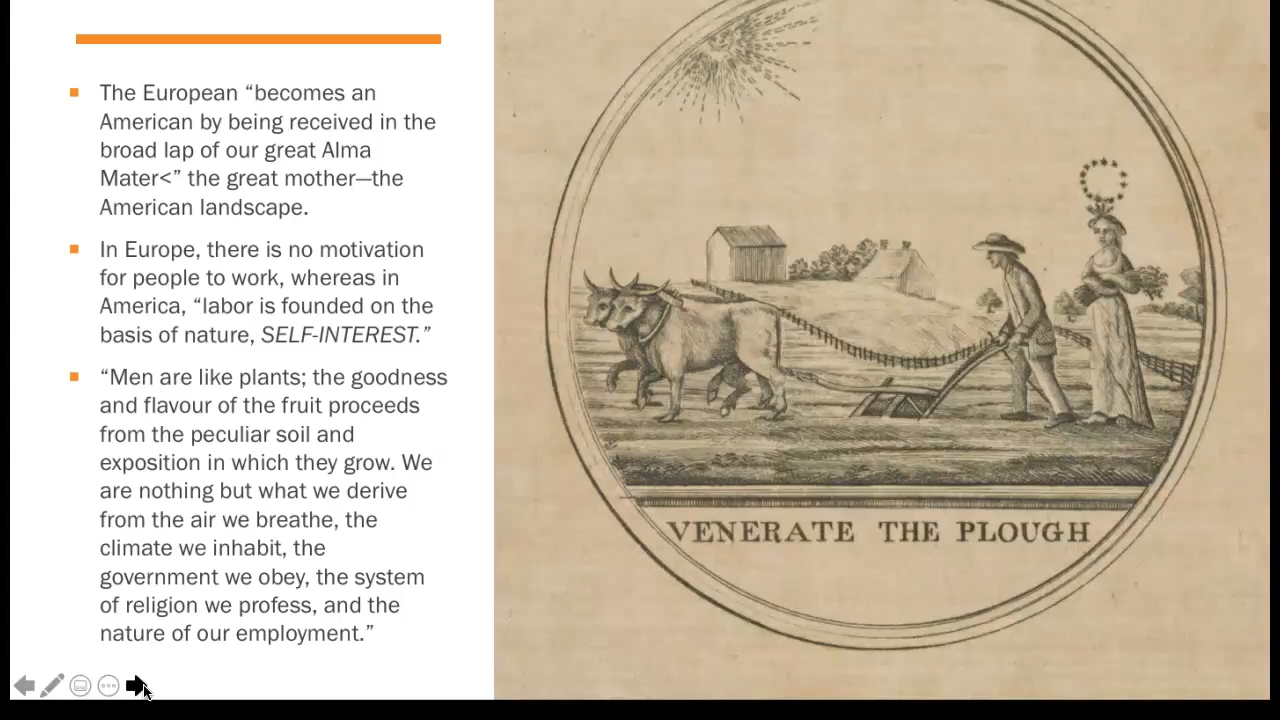 The European “becomes an
American by being received in the
broad lap of our great Alma
Mater<” the great mother—the
American landscape.
In Europe, there is no motivation
for people to work, whereas in
America, “labor is founded on the
basis of nature, SELF-INTEREST.”
“Men are like plants; the goodness
and flavour of the fruit proceeds
from the peculiar soil and
exposition in which they grow. We
are nothing but what we derive
from the air we breathe, the
climate we inhabit, the
government we obey, the system
of religion we profess, and the
nature of our employment.”
VENERATE THE PLOUGH